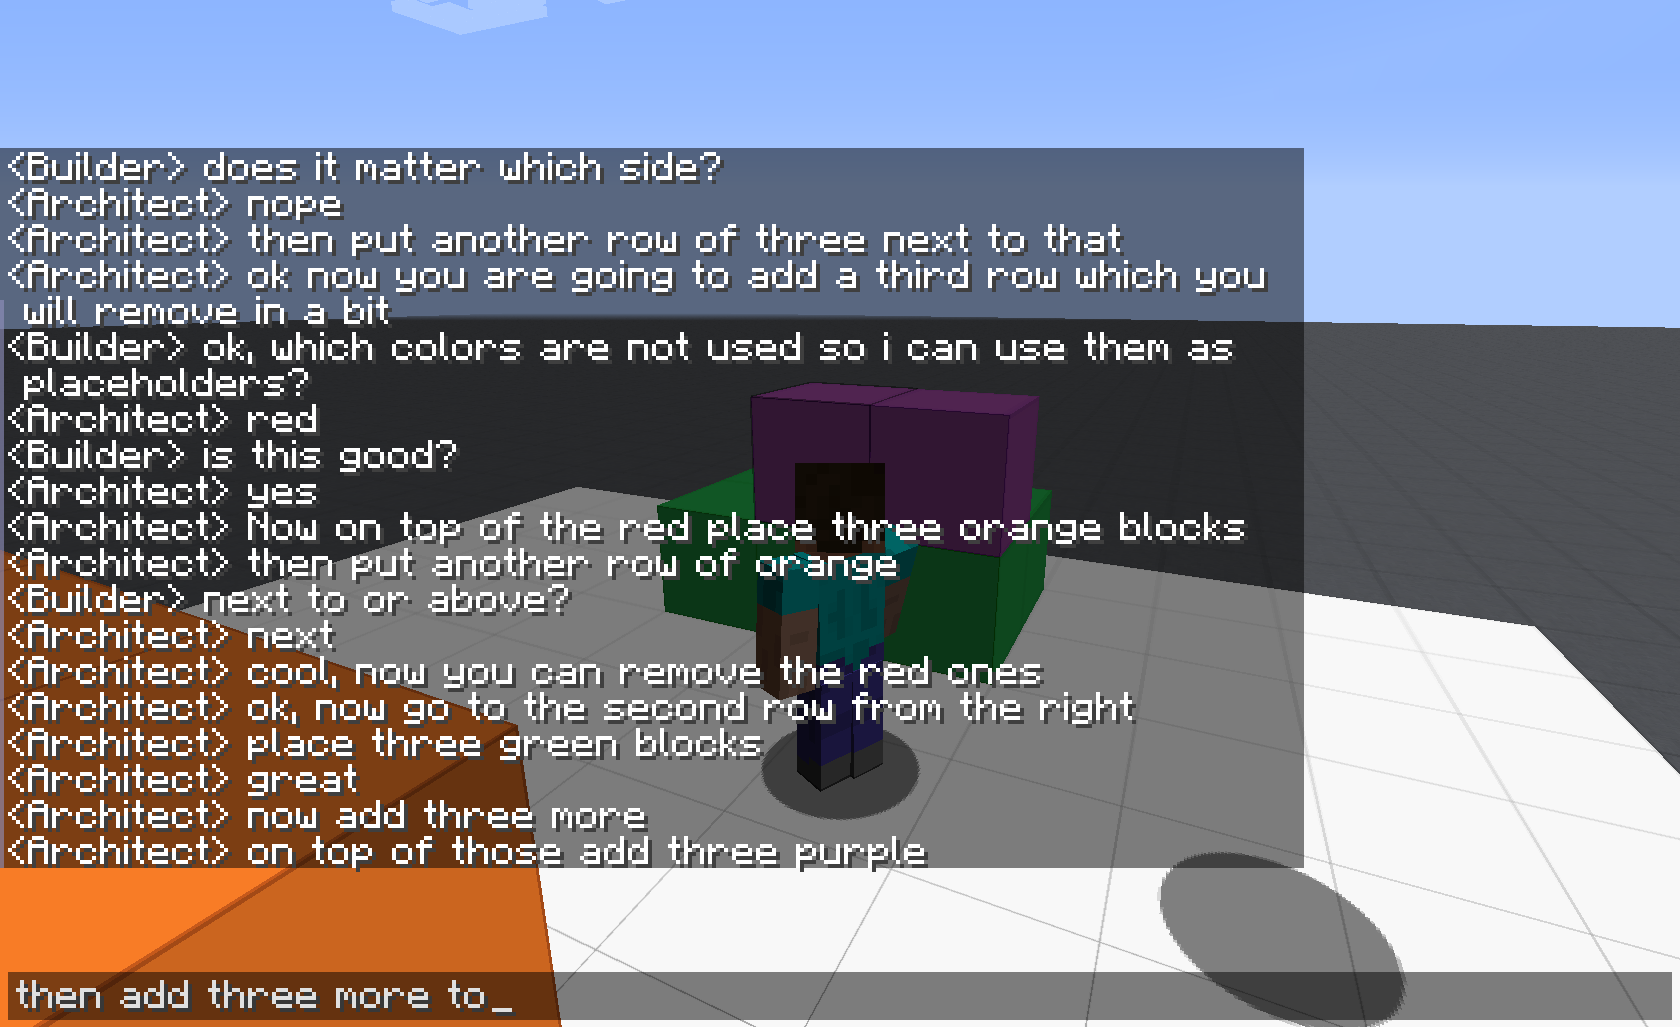 <Builder> does it matter which side?
<Architect> nope
<Architect> then put another row of three next to that
<Architect> ok now you are going to add a third row which you
will remove in a bit
<Builder> ok, which colors are not used so i can use them as
placeholders?
<Architect> red
<Builder> is this good?
<Architect> yes
<Architect> Now on top of the red place three orange blocks
<Architect> then put another row of orange
<Builder> next to or above?
<Architect> next
<Architect> cool, now you can remove the red ones
<Architect> ok, now go to the second row from the right
<Architect> place three green blocks
<Architect> great
<Architect> now add three more
<Architect> on top of those add three purple
then add three more to_